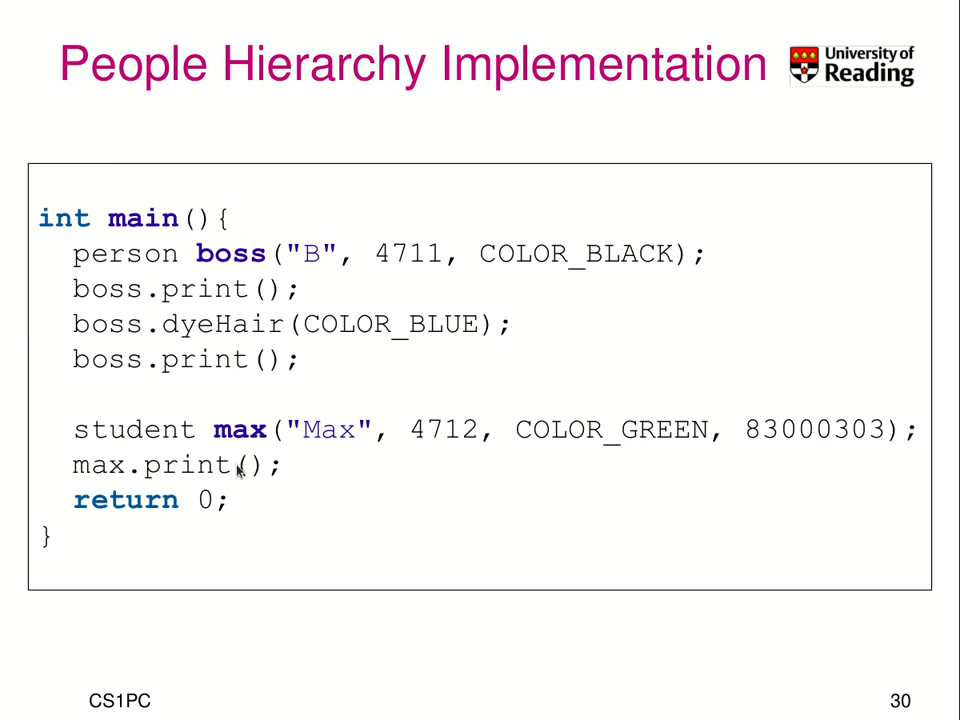 People Hierarchy Implementation
University of
Reading
int main(){
person boss("B", 4711, COLOR_BLACK);
boss.print();
boss.dyeHair(COLOR_BLUE);
boss.print();
student max("Max", 4712, COLOR_GREEN, 83000303);
max.print();
return 0;
}
CS1PC
30